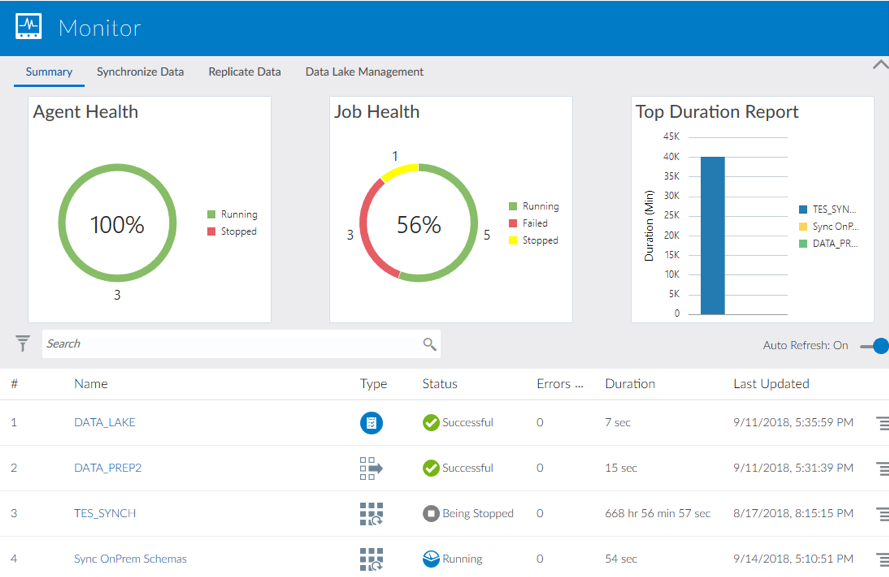 Monitor
Summary Synchronize Data Replicate Data Data Lake Management
Agent Health
100%
3
Running
Stopped
Job Health
1
3
56%
5
Running
Failed
Stopped
Top Duration Report
Duration (Min)
45K
40K
35K
30K
25K
20K
15K
10K
5K
0
TES_SYN...
Sync OnP...
DATA_PR...
Search
Auto Refresh: On
# Name Type Status Errors ... Duration Last Updated
1 DATA_LAKE Successful 0 7 sec 9/11/2018, 5:35:59 PM
2 DATA_PREP2 Successful 0 15 sec 9/11/2018, 5:31:39 PM
3 TES_SYNCH Being Stopped 0 668 hr 56 min 57 sec 8/17/2018, 8:15:15 PM
4 Sync OnPrem Schemas Running 0 54 sec 9/14/2018, 5:10:51 PM